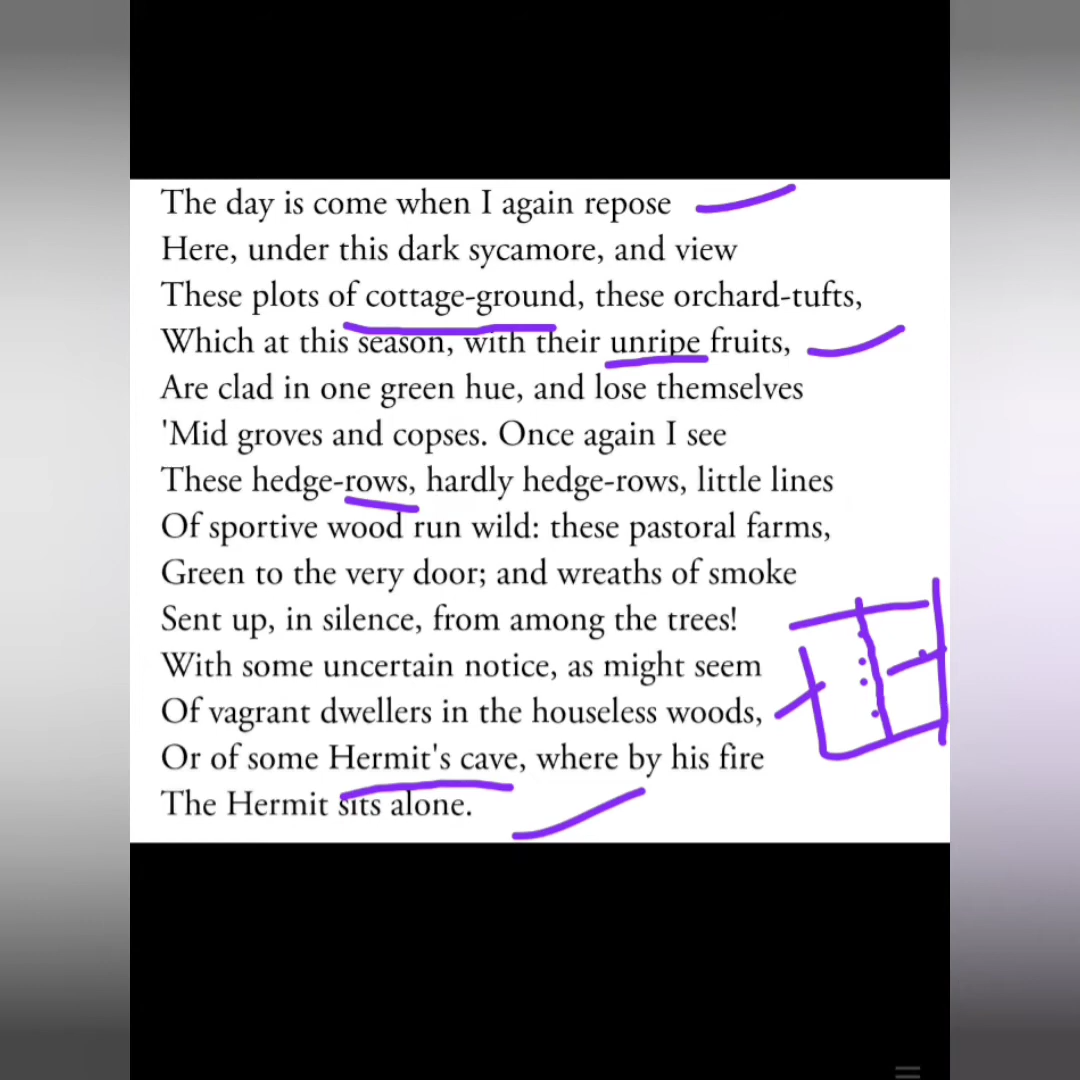 The day is come when I again repose
Here, under this dark sycamore, and view
These plots of cottage-ground, these orchard-tufts,
Which at this season, with their unripe fruits,
Are clad in one green hue, and lose themselves
'Mid groves and copses. Once again I see
These hedge-rows, hardly hedge-rows, little lines
Of sportive wood run wild: these pastoral farms,
Green to the very door; and wreaths of smoke
Sent up, in silence, from among the trees!
With some uncertain notice, as might seem
Of vagrant dwellers in the houseless woods,
Or of some Hermit's cave, where by his fire
The Hermit sits alone.